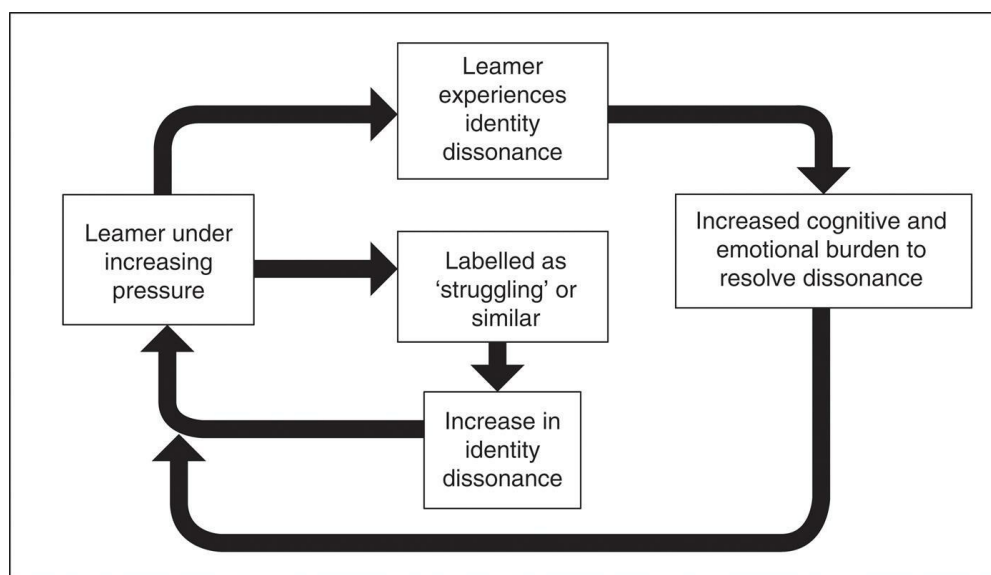 Leamer
experiences
identity
dissonance
Leamer under
increasing
pressure
Labelled as
‘struggling’ or
similar
Increased cognitive and
emotional burden to
resolve dissonance
Increase in
identity
dissonance